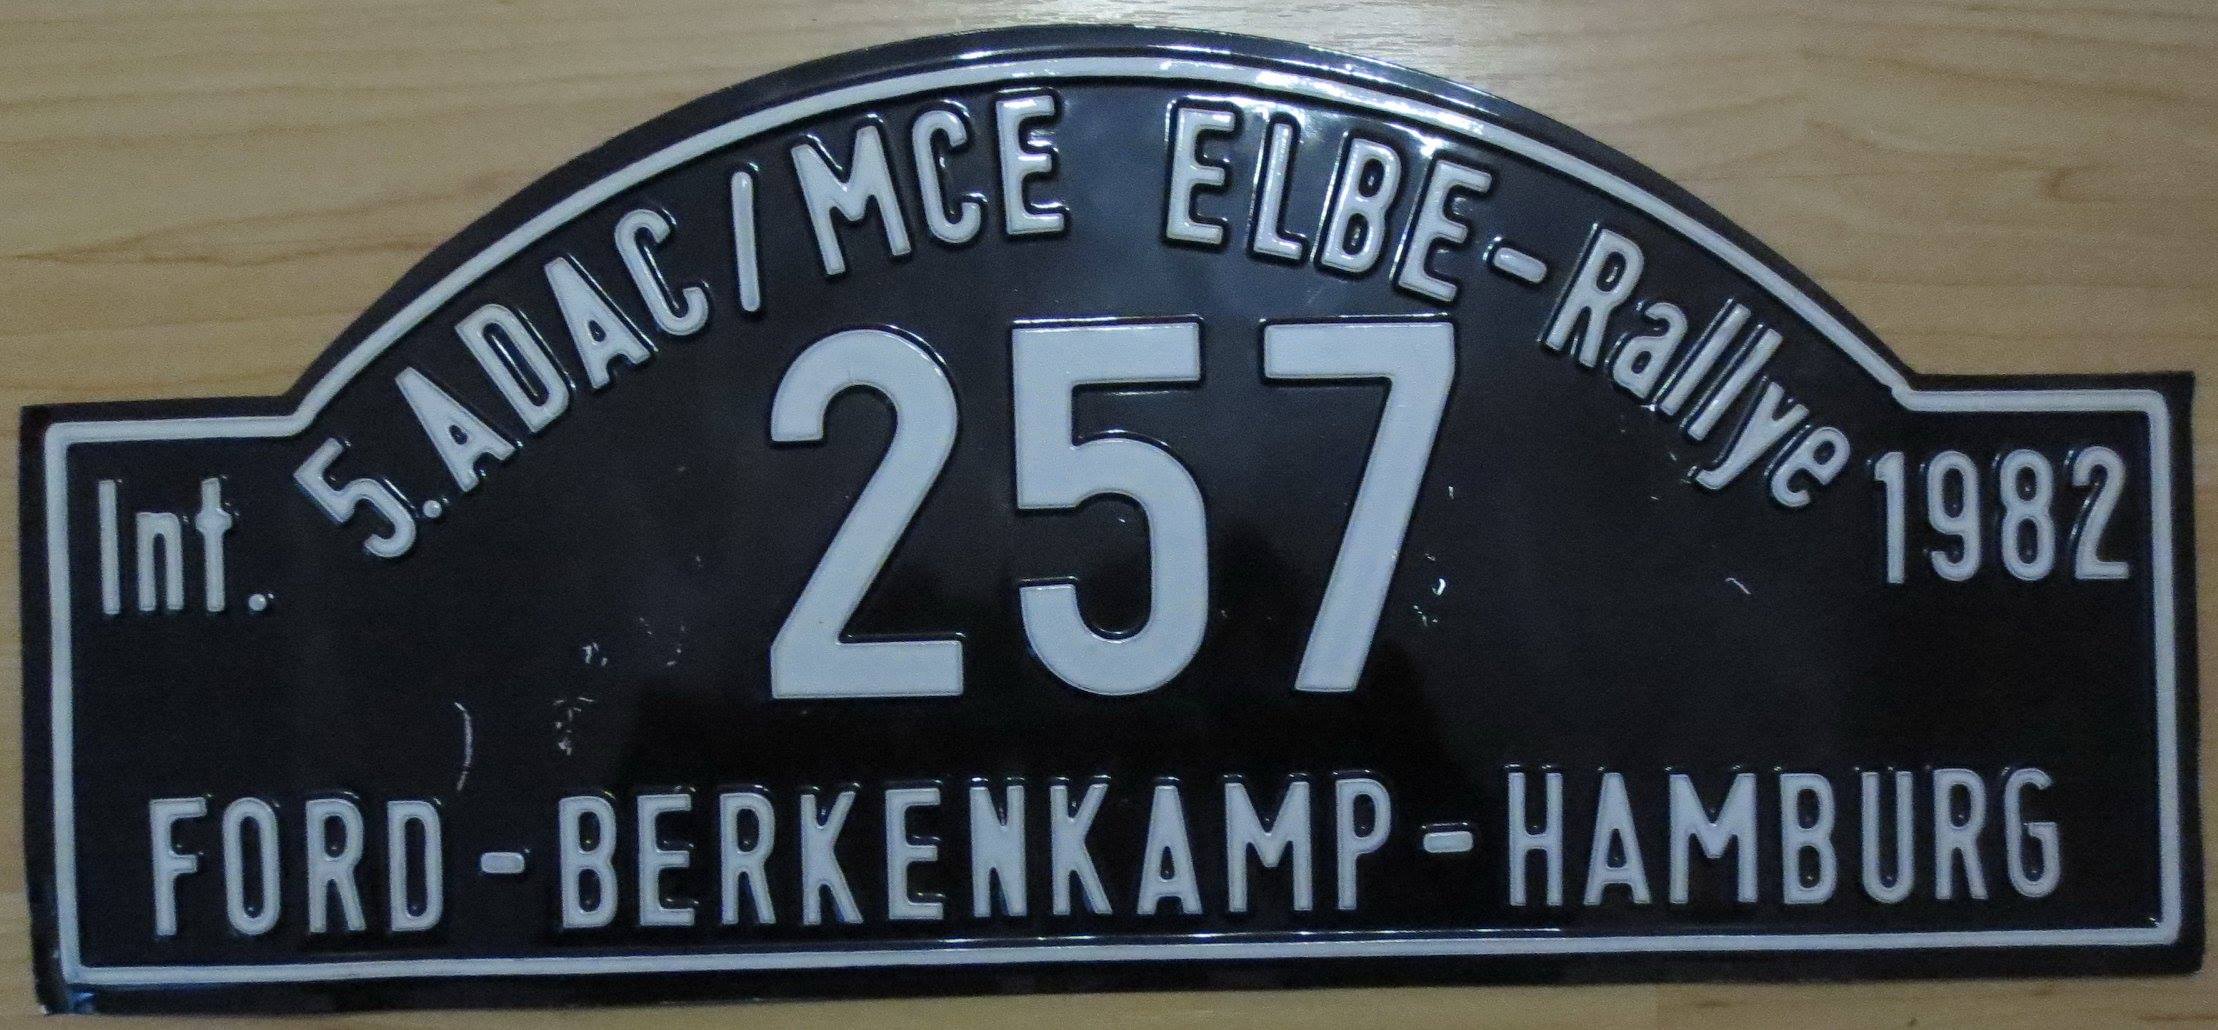 Int. 5.ADAC/MCE ELBE-Rallye 1982
257
FORD-BERKENKAMP-HAMBURG